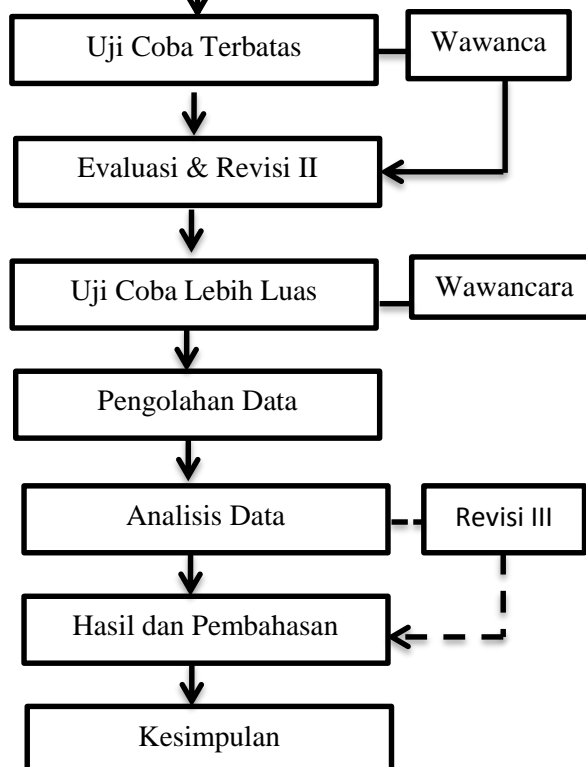 Uji Coba Terbatas
Wawanca
Evaluasi & Revisi II
Uji Coba Lebih Luas
Wawancara
Pengolahan Data
Analisis Data
Revisi III
Hasil dan Pembahasan
Kesimpulan